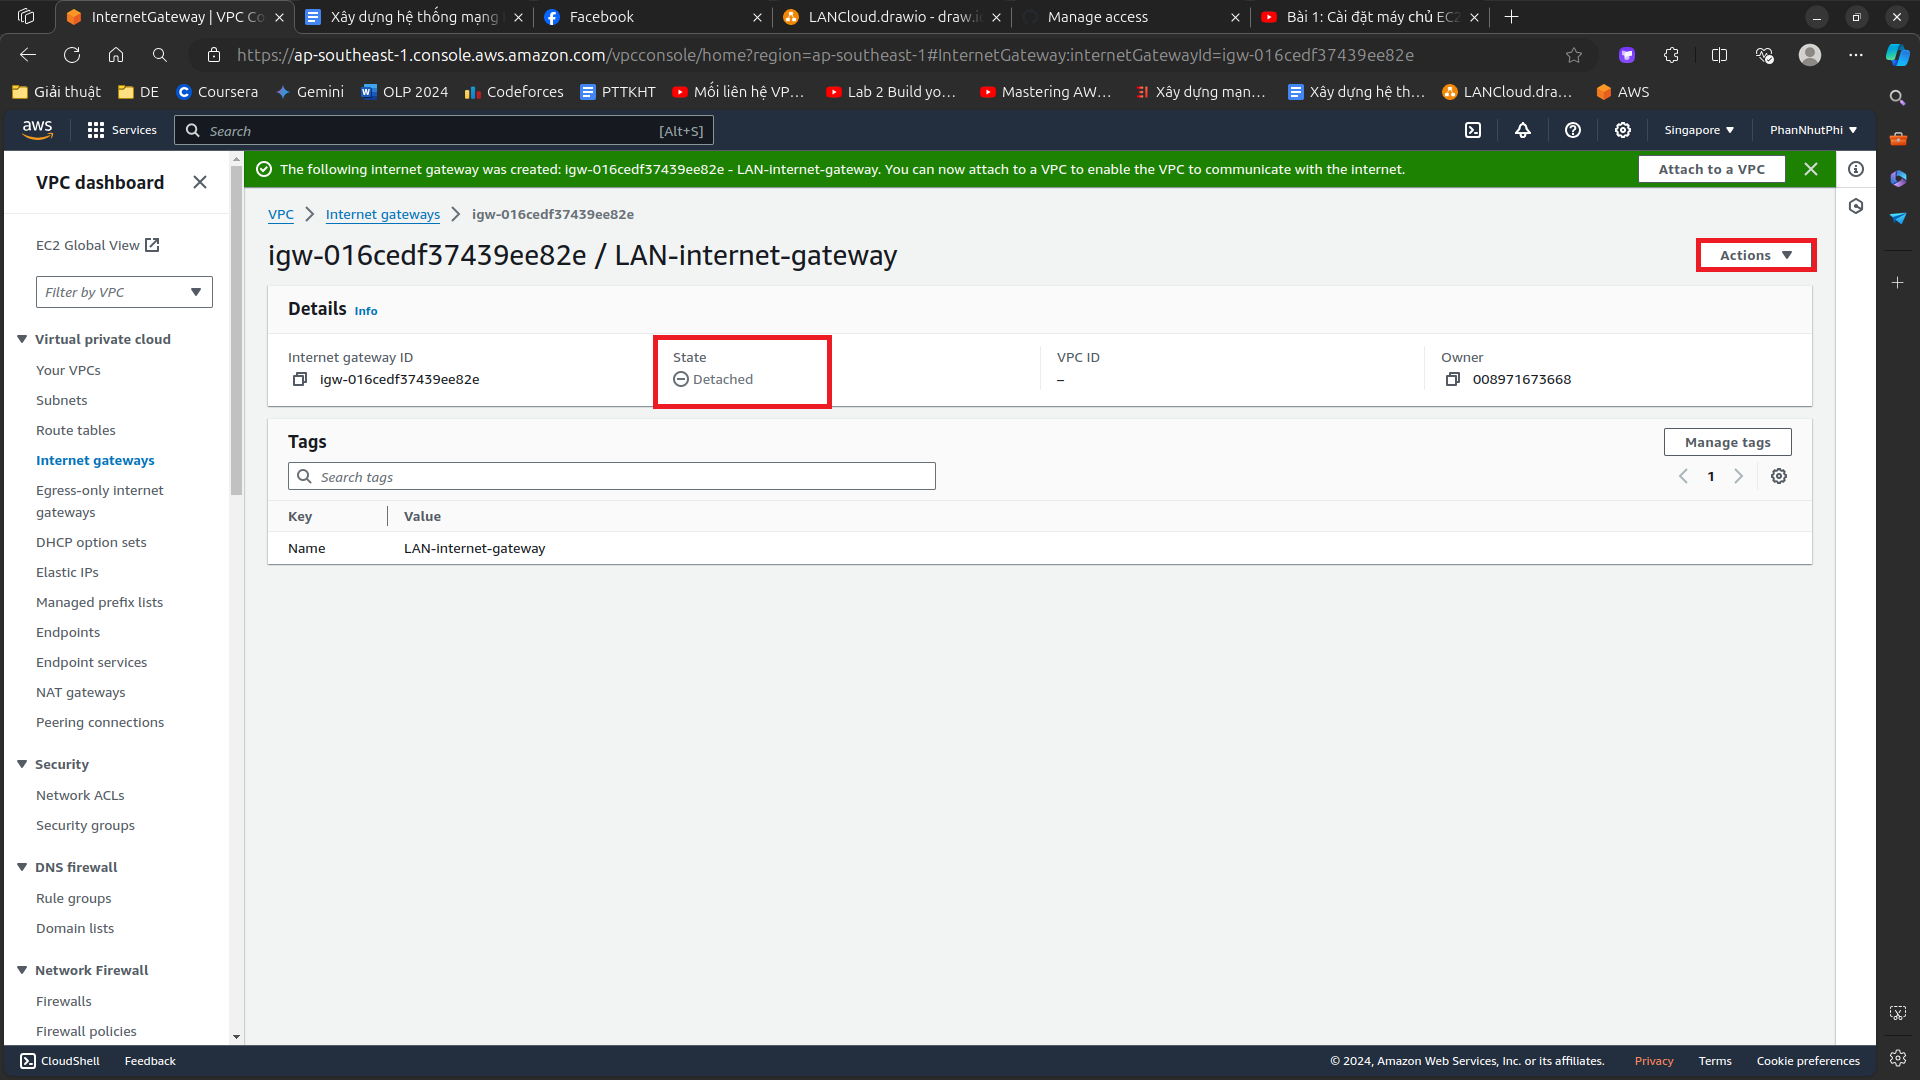 InternetGateway | VPC Co
Xây dựng hệ thống mạng
Facebook
LANCloud.drawio - draw.i
Manage access
Bài 1: Cài đặt máy chủ EC2
https://ap-southeast-1.console.aws.amazon.com/vpcconsole/home?region=ap-southeast-1#InternetGateway:internetGatewayId=igw-016cedf37439ee82e
Giải thuật
DE
Coursera
Gemini
OLP 2024
Codeforces
PTTKHT
Mối liên hệ VP...
Lab 2 Build yo...
Mastering AW...
Xây dựng mạn...
Xây dựng hệ th...
LANCloud.dra...
AWS
aws
Services
Search
[Alt+S]
Singapore
PhanNhutPhi
VPC dashboard
EC2 Global View
Filter by VPC
Virtual private cloud
Your VPCs
Subnets
Route tables
Internet gateways
Egress-only internet
gateways
DHCP option sets
Elastic IPs
Managed prefix lists
Endpoints
Endpoint services
NAT gateways
Peering connections
Security
Network ACLs
Security groups
DNS firewall
Rule groups
Domain lists
Network Firewall
Firewalls
Firewall policies
The following internet gateway was created: igw-016cedf37439ee82e - LAN-internet-gateway. You can now attach to a VPC to enable the VPC to communicate with the internet.
Attach to a VPC
VPC
Internet gateways
igw-016cedf37439ee82e
igw-016cedf37439ee82e / LAN-internet-gateway
Actions
Details Info
Internet gateway ID
igw-016cedf37439ee82e
State
Detached
VPC ID
–
Owner
008971673668
Tags
Manage tags
Search tags
1
Key
Value
Name
LAN-internet-gateway
CloudShell
Feedback
© 2024, Amazon Web Services, Inc. or its affiliates.
Privacy
Terms
Cookie preferences